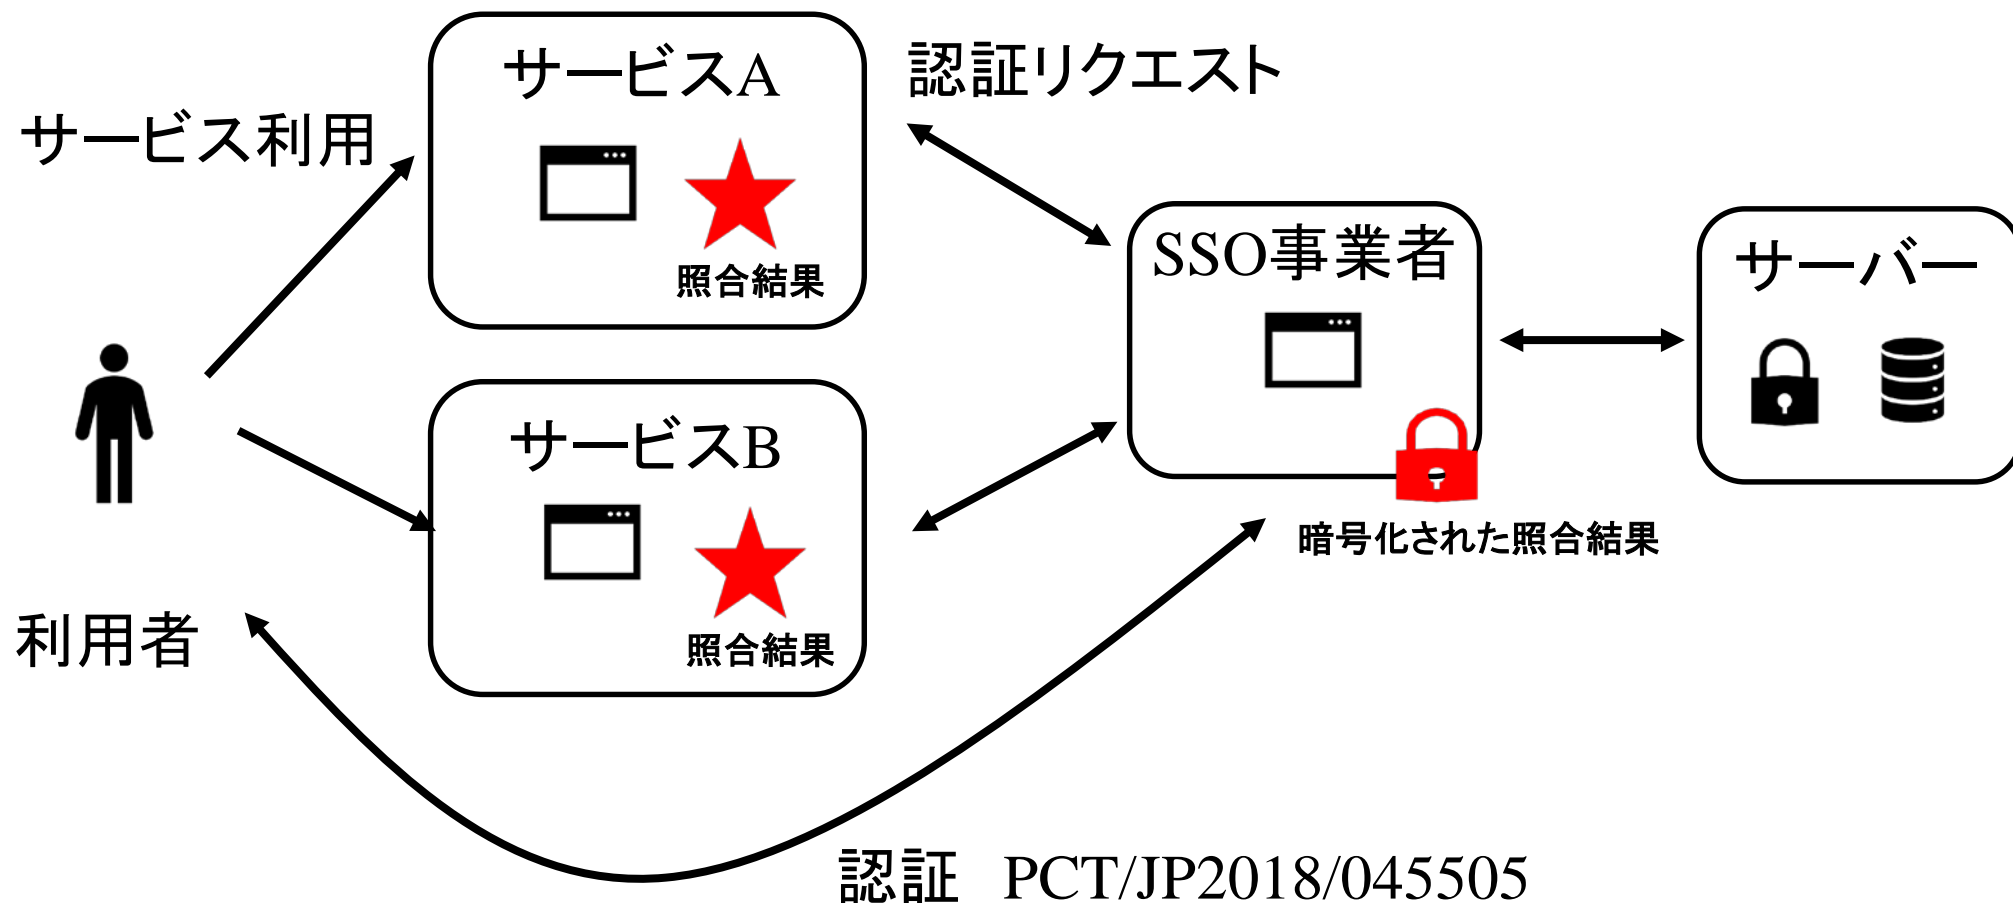 サービスA
認証リクエスト
サービス利用
照合結果
SSO事業者
サーバー
サービスB
暗号化された照合結果
利用者
照合結果
認証 PCT/JP2018/045505